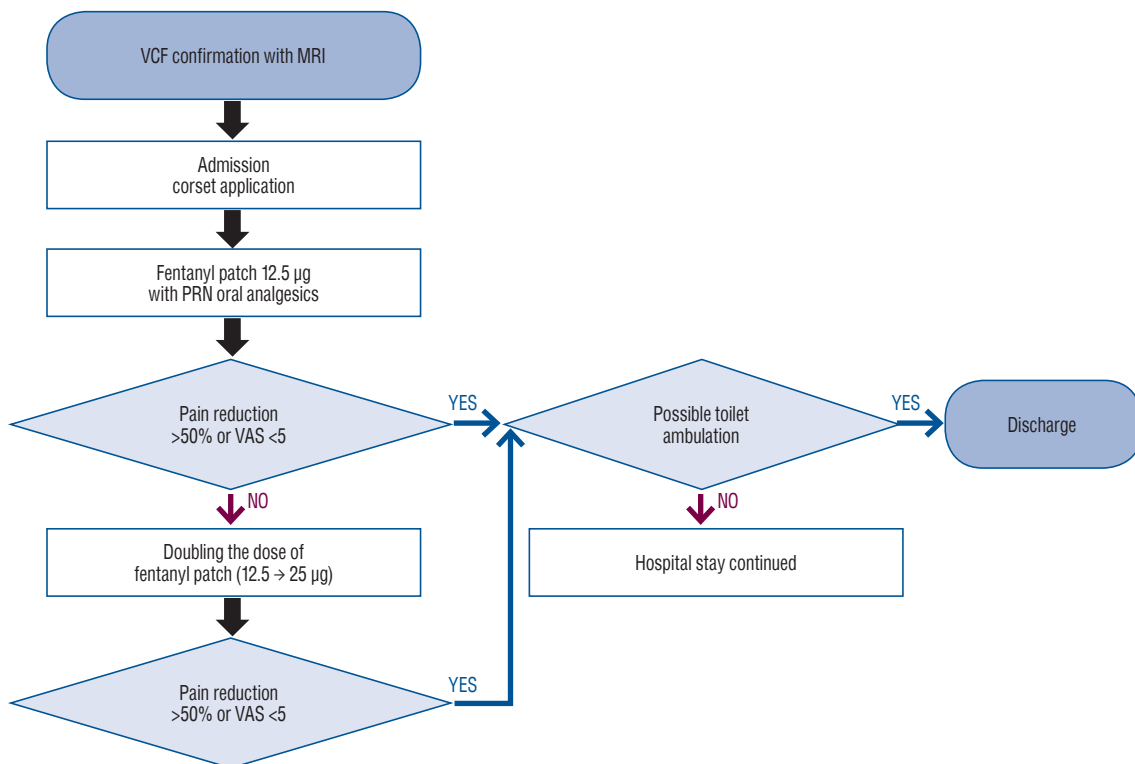 VCF confirmation with MRI
Admission
corset application
Fentanyl patch 12.5 µg
with PRN oral analgesics
Pain reduction
>50% or VAS <5
YES
Possible toilet
ambulation
YES
Discharge
NO
NO
Doubling the dose of
fentanyl patch (12.5 → 25 µg)
Hospital stay continued
Pain reduction
>50% or VAS <5
YES